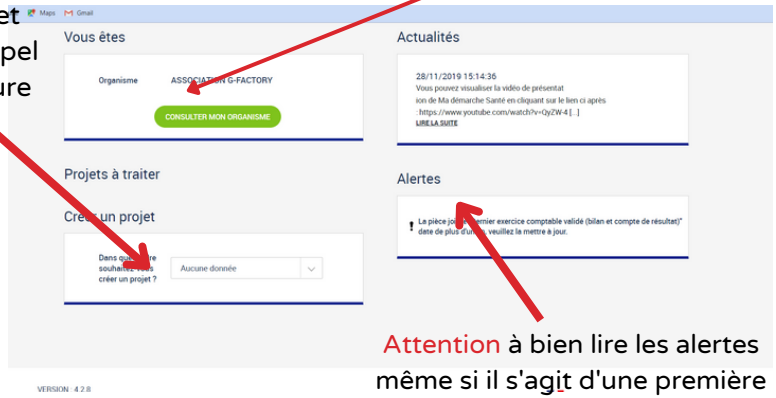 et
Maps
Gmail
pel
ure
Vous êtes
Organisme ASSOCIATION G-FACTORY
CONSULTER MON ORGANISME
Projets à traiter
Créer un projet
Dans
souhaitez-vous
créer un projet ?
Aucune donnée
Actualités
28/11/2019 15:14:36
Vous pouvez visualiser la vidéo de présentat
ion de Ma démarche Santé en cliquant sur le lien ci après
: https://www.youtube.com/watch?v=QyZW-4 [...]
LIRE LA SUITE
Alertes
! La pièce dernier exercice comptable validé (bilan et compte de résultat)"
date de plus d'un veuillez la mettre à jour.
Attention à bien lire les alertes
même si il s'agit d'une première
VERSION : 4.2.8